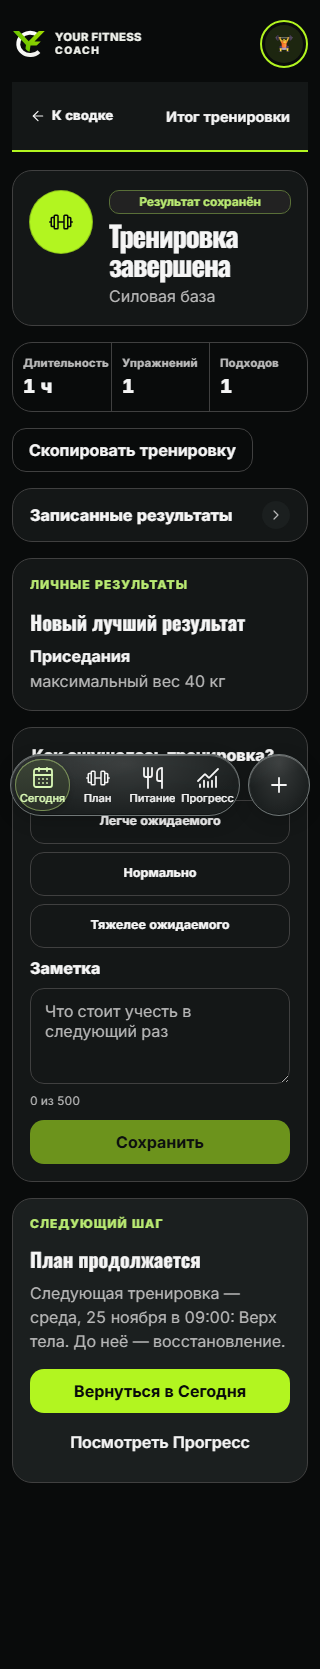 YOUR FITNESS
COACH
К сводке
Итог тренировки
Результат сохранён
Тренировка
завершена
Силовая база
Длительность
1 ч
Упражнений
1
Подходов
1
Скопировать тренировку
Записанные результаты
ЛИЧНЫЕ РЕЗУЛЬТАТЫ
Новый лучший результат
Приседания
максимальный вес 40 кг
Сегодня
План
Питание
Прогресс
Легче ожидаемого
Нормально
Тяжелее ожидаемого
Заметка
Что стоит учесть в
следующий раз
0 из 500
Сохранить
СЛЕДУЮЩИЙ ШАГ
План продолжается
Следующая тренировка —
среда, 25 ноября в 09:00: Верх
тела. До неё — восстановление.
Вернуться в Сегодня
Посмотреть Прогресс